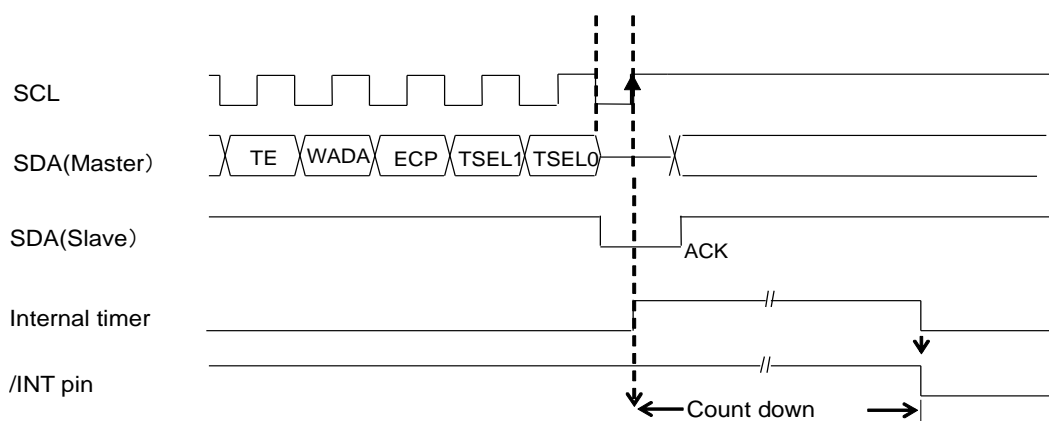 SCL
SDA(Master）
TE WADA ECP TSEL1 TSEL0
SDA(Slave）
ACK
Internal timer
//
/INT pin
//
Count down